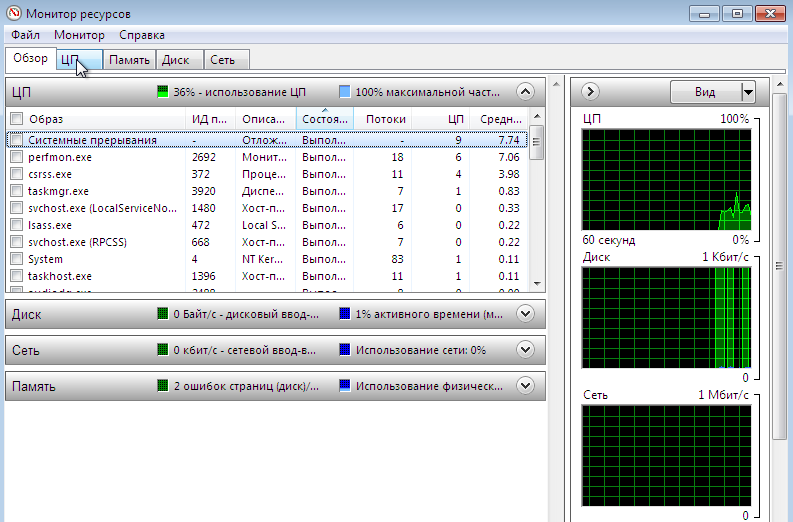 Монитор ресурсов
Файл Монитор Справка
Обзор ЦП Память Диск Сеть
ЦП 36% - использование ЦП 100% максимальной част...
Образ ИД п... Описа... Состоя... Потоки ЦП Средн...
Системные прерывания - Отлож... Выпол... - 9 7.74
perfmon.exe 2692 Монит... Выпол... 18 6 7.06
csrss.exe 372 Проце... Выпол... 11 4 3.98
taskmgr.exe 3920 Диспе... Выпол... 7 1 0.83
svchost.exe (LocalServiceNo... 1480 Хост-п... Выпол... 17 0 0.33
lsass.exe 472 Local S... Выпол... 6 0 0.22
svchost.exe (RPCSS) 668 Хост-п... Выпол... 7 0 0.22
System 4 NT Ker... Выпол... 83 1 0.11
taskhost.exe 1396 Хост-п... Выпол... 11 1 0.11
Диск 0 Байт/с - дисковый ввод-... 1% активного времени (м...
Сеть 0 кбит/с - сетевой ввод-в... Использование сети: 0%
Память 2 ошибок страниц (диск)/... Использование физическ...
Вид
ЦП 100%
60 секунд 0%
Диск 1 Кбит/с
0
Сеть 1 Мбит/с
0